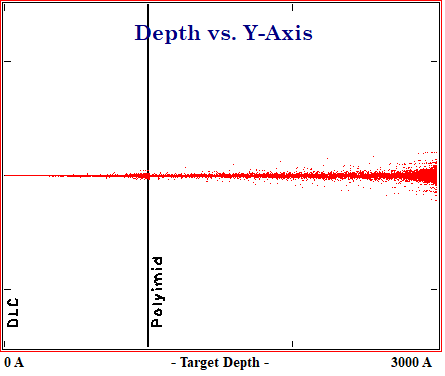 Depth vs. Y-Axis
DLC
Polyimid
0 A
- Target Depth -
3000 A